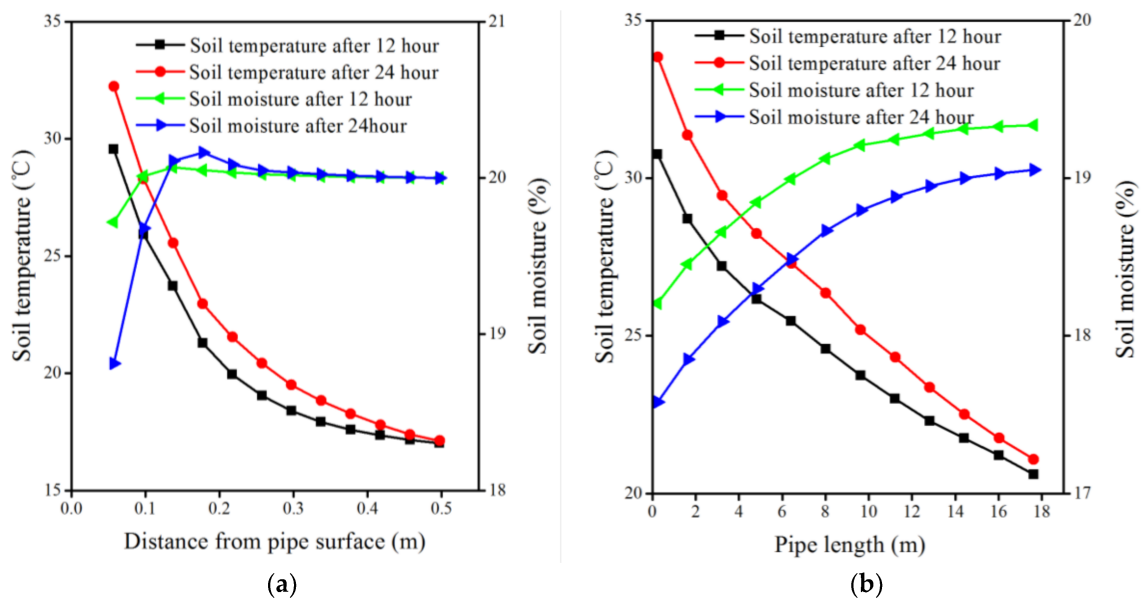 Soil temperature after 12 hour
Soil temperature after 24 hour
Soil moisture after 12 hour
Soil moisture after 24hour
35
30
25
20
15
Soil temperature (℃)
21
20
19
18
Soil moisture (%)
0.0 0.1 0.2 0.3 0.4 0.5
Distance from pipe surface (m)
(a)
Soil temperature after 12 hour
Soil temperature after 24 hour
Soil moisture after 12 hour
Soil moisture after 24 hour
35
30
25
20
Soil temperature (℃)
20
19
18
17
Soil moisture (%)
0 2 4 6 8 10 12 14 16 18
Pipe length (m)
(b)